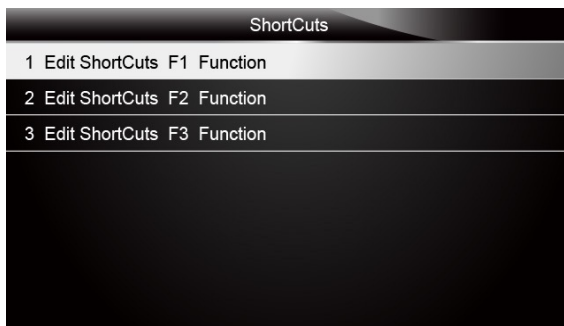 ShortCuts
1 Edit ShortCuts F1 Function
2 Edit ShortCuts F2 Function
3 Edit ShortCuts F3 Function